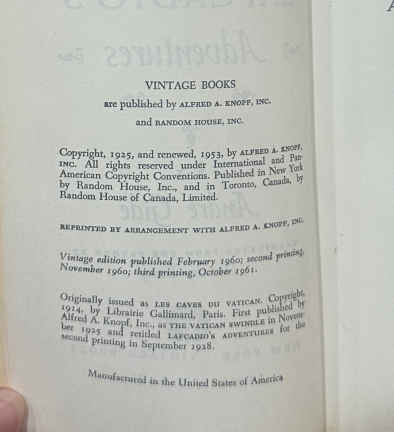 VINTAGE BOOKS
are published by ALFRED A. KNOPF, INC.
and RANDOM HOUSE, INC.
Copyright, 1925, and renewed, 1953, by ALFRED A. KNOPF,
INC. All rights reserved under International and Pan-
American Copyright Conventions. Published in New York
by Random House, Inc., and in Toronto, Canada, by
Random House of Canada, Limited.
REPRINTED BY ARRANGEMENT WITH ALFRED A. KNOPF, INC.
Vintage edition published February 1960; second printing,
November 1960; third printing, October 1961.
Originally issued as LES CAVES DU VATICAN. Copyright,
1914, by Librairie Gallimard, Paris. First published by
Alfred A. Knopf, Inc., as THE VATICAN SWINDLE in Novem-
ber 1925 and retitled LAFCADIO'S ADVENTURES for the
second printing in September 1928.
Manufactured in the United States of America